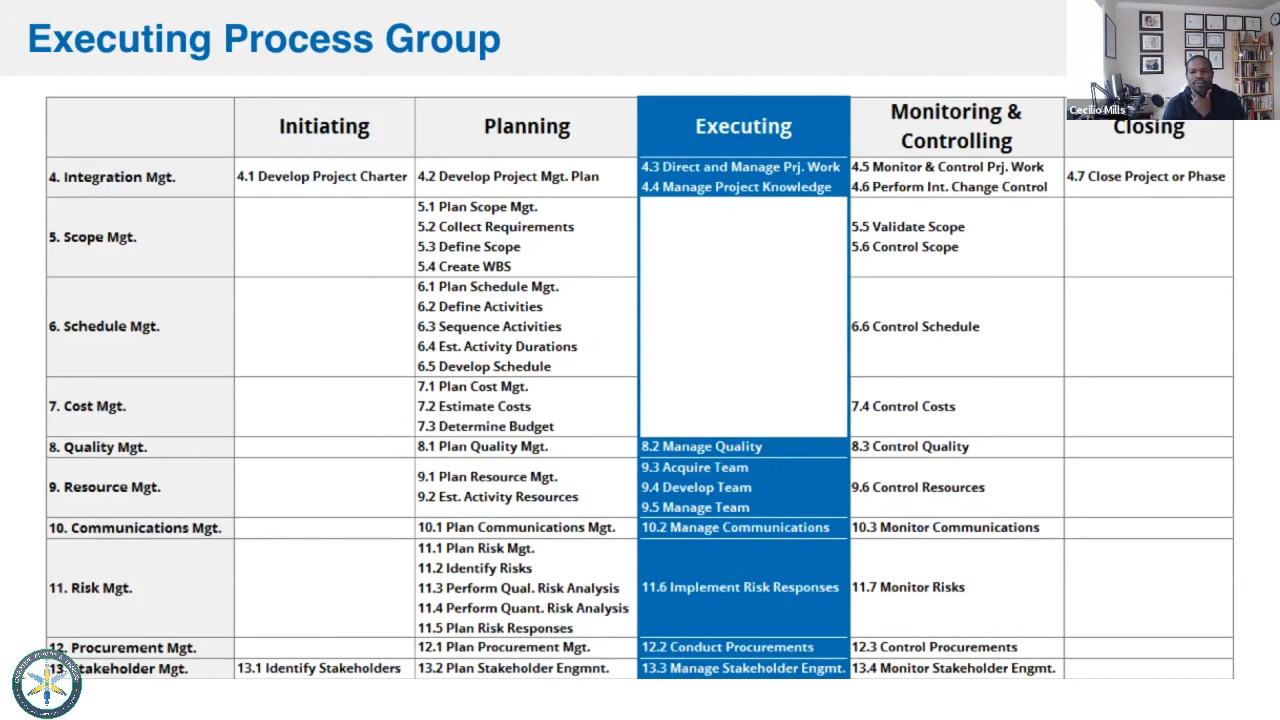 Executing Process Group
Cecilio Mills
Initiating
Planning
Executing
Monitoring &
Controlling
Closing
4. Integration Mgt.
4.1 Develop Project Charter
4.2 Develop Project Mgt. Plan
4.3 Direct and Manage Prj. Work
4.4 Manage Project Knowledge
4.5 Monitor & Control Prj. Work
4.6 Perform Int. Change Control
4.7 Close Project or Phase
5. Scope Mgt.
5.1 Plan Scope Mgt.
5.2 Collect Requirements
5.3 Define Scope
5.4 Create WBS
5.5 Validate Scope
5.6 Control Scope
6. Schedule Mgt.
6.1 Plan Schedule Mgt.
6.2 Define Activities
6.3 Sequence Activities
6.4 Est. Activity Durations
6.5 Develop Schedule
6.6 Control Schedule
7. Cost Mgt.
7.1 Plan Cost Mgt.
7.2 Estimate Costs
7.3 Determine Budget
7.4 Control Costs
8. Quality Mgt.
8.1 Plan Quality Mgt.
8.2 Manage Quality
8.3 Control Quality
9. Resource Mgt.
9.1 Plan Resource Mgt.
9.2 Est. Activity Resources
9.3 Acquire Team
9.4 Develop Team
9.5 Manage Team
9.6 Control Resources
10. Communications Mgt.
10.1 Plan Communications Mgt.
10.2 Manage Communications
10.3 Monitor Communications
11. Risk Mgt.
11.1 Plan Risk Mgt.
11.2 Identify Risks
11.3 Perform Qual. Risk Analysis
11.4 Perform Quant. Risk Analysis
11.5 Plan Risk Responses
11.6 Implement Risk Responses
11.7 Monitor Risks
12. Procurement Mgt.
12.1 Plan Procurement Mgt.
12.2 Conduct Procurements
12.3 Control Procurements
13. Stakeholder Mgt.
13.1 Identify Stakeholders
13.2 Plan Stakeholder Engmnt.
13.3 Manage Stakeholder Engmt.
13.4 Monitor Stakeholder Engmt.